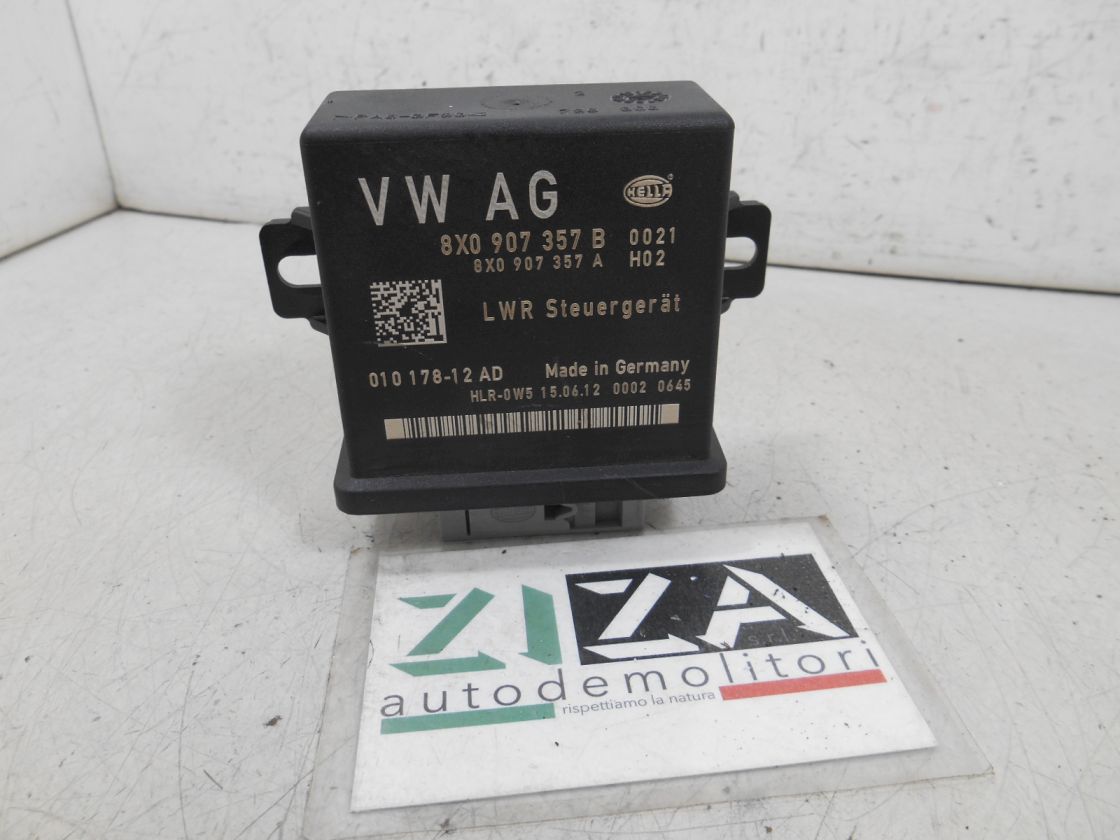 VW AG HELLA
8X0 907 357 B 0021
8X0 907 357 A H02
LWR Steuergerät
010 178-12 AD Made in Germany
HLR-0W5 15.06.12 0002 0645
ZIZA
s.r.l.
autodemolitori
rispettiamo la natura